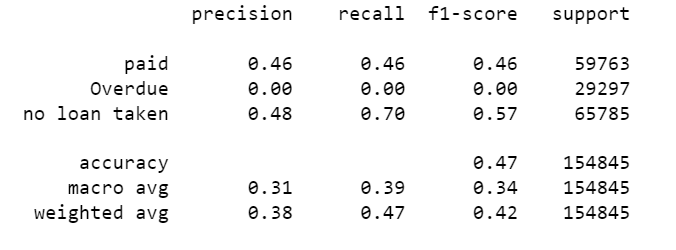 precision recall f1-score support
paid 0.46 0.46 0.46 59763
Overdue 0.00 0.00 0.00 29297
no loan taken 0.48 0.70 0.57 65785
accuracy 0.47 154845
macro avg 0.31 0.39 0.34 154845
weighted avg 0.38 0.47 0.42 154845